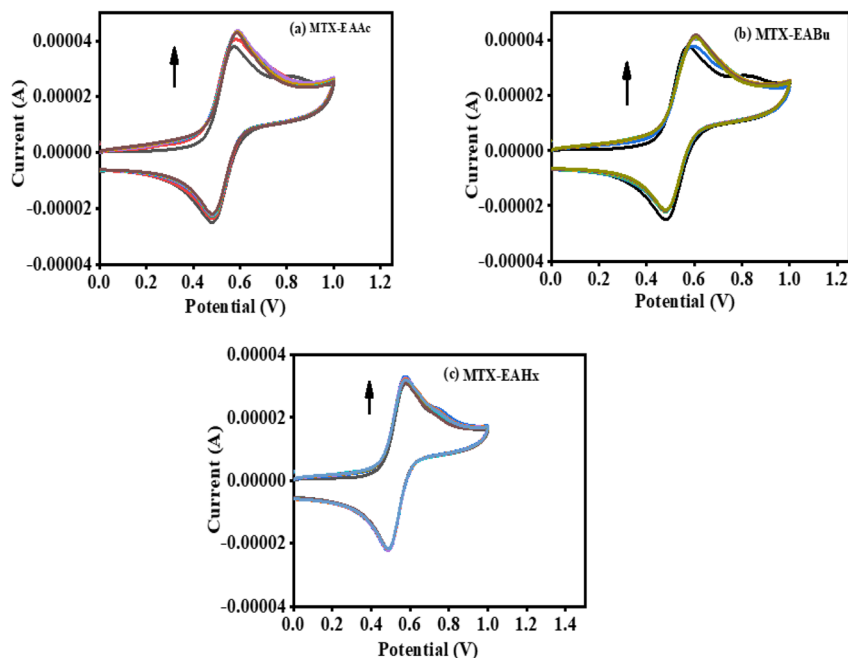 (a) MTX-EAAc
0.00004
0.00002
0.00000
-0.00002
-0.00004
Current (A)
0.0 0.2 0.4 0.6 0.8 1.0 1.2
Potential (V)
(b) MTX-EABu
0.00004
0.00002
0.00000
-0.00002
-0.00004
Current (A)
0.0 0.2 0.4 0.6 0.8 1.0 1.2
Potential (V)
(c) MTX-EAHx
0.00004
0.00002
0.00000
-0.00002
-0.00004
Current (A)
0.0 0.2 0.4 0.6 0.8 1.0 1.2 1.4
Potential (V)